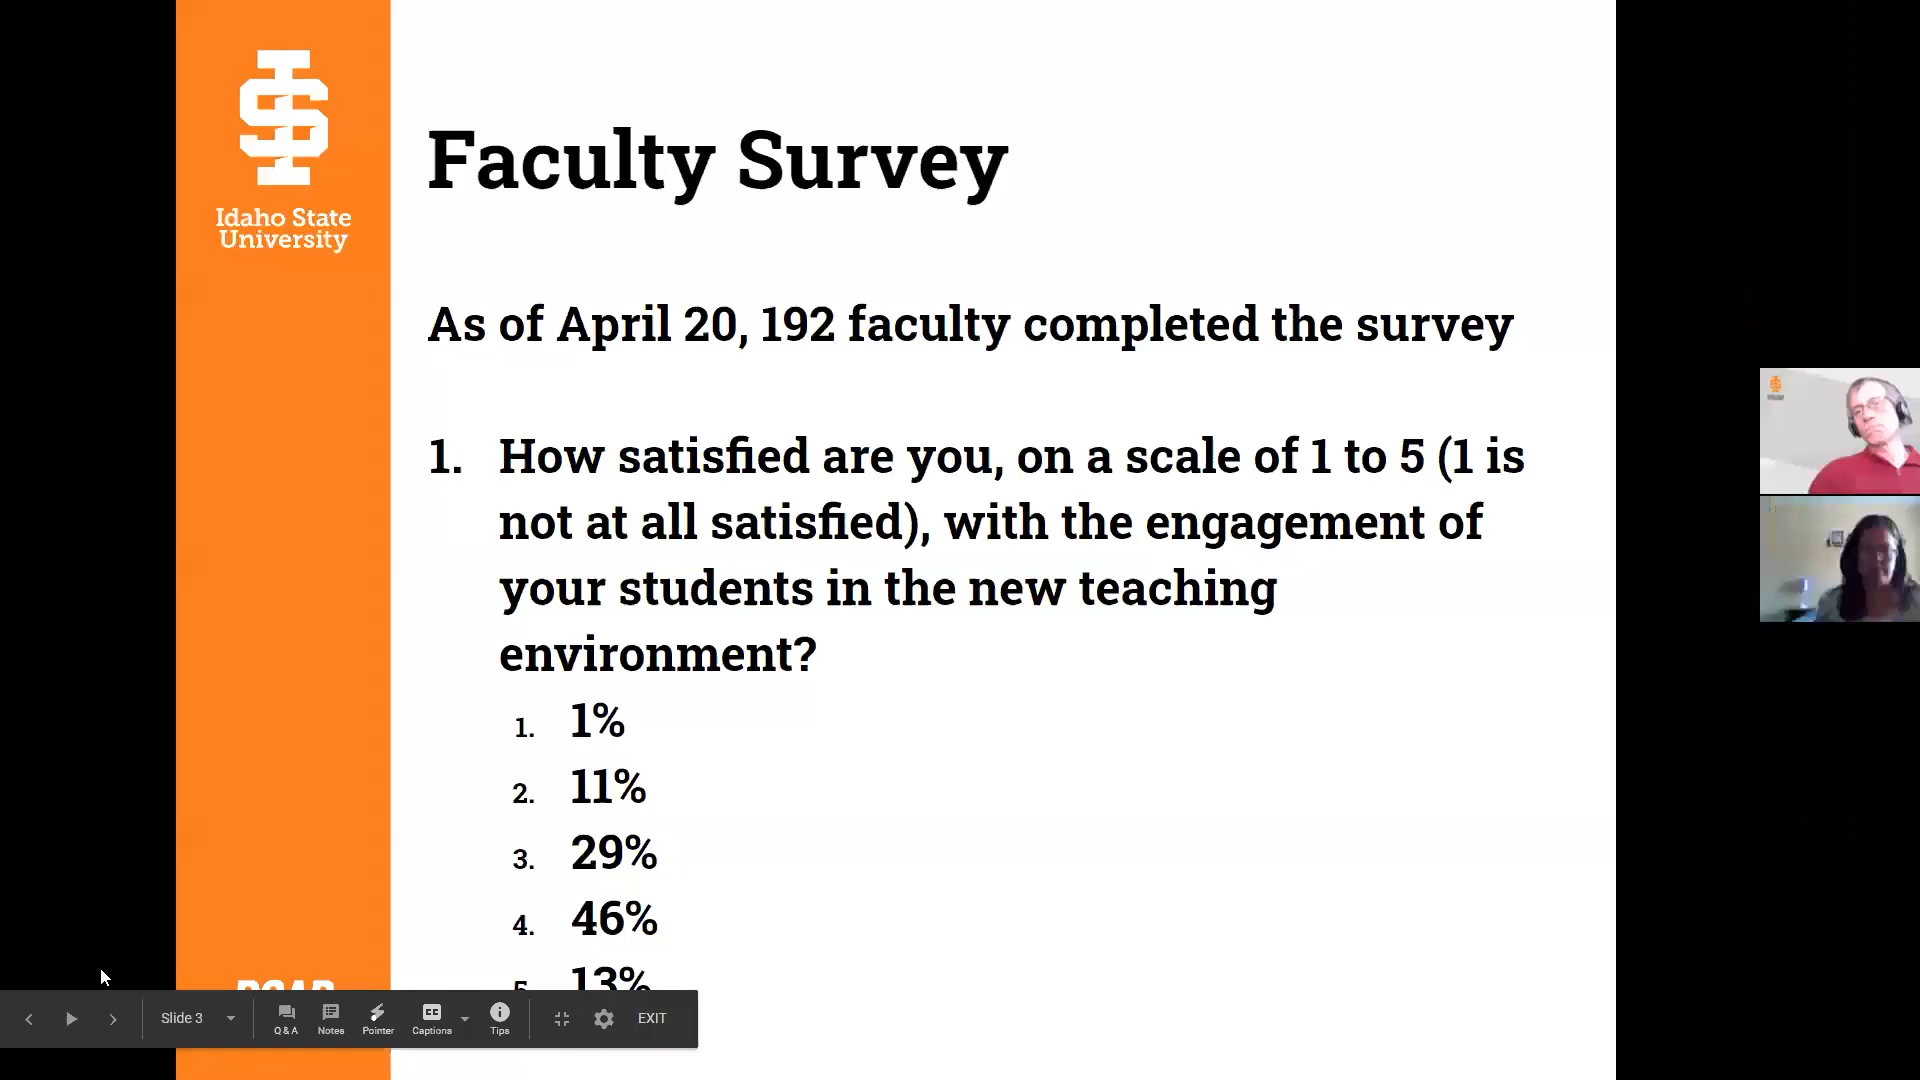 Idaho State
University
Faculty Survey
As of April 20, 192 faculty completed the survey
1. How satisfied are you, on a scale of 1 to 5 (1 is
not at all satisfied), with the engagement of
your students in the new teaching
environment?
1. 1%
2. 11%
3. 29%
4. 46%
5. 13%
ROAR
Slide 3
Q & A
Notes
Pointer
CC
Captions
Tips
EXIT